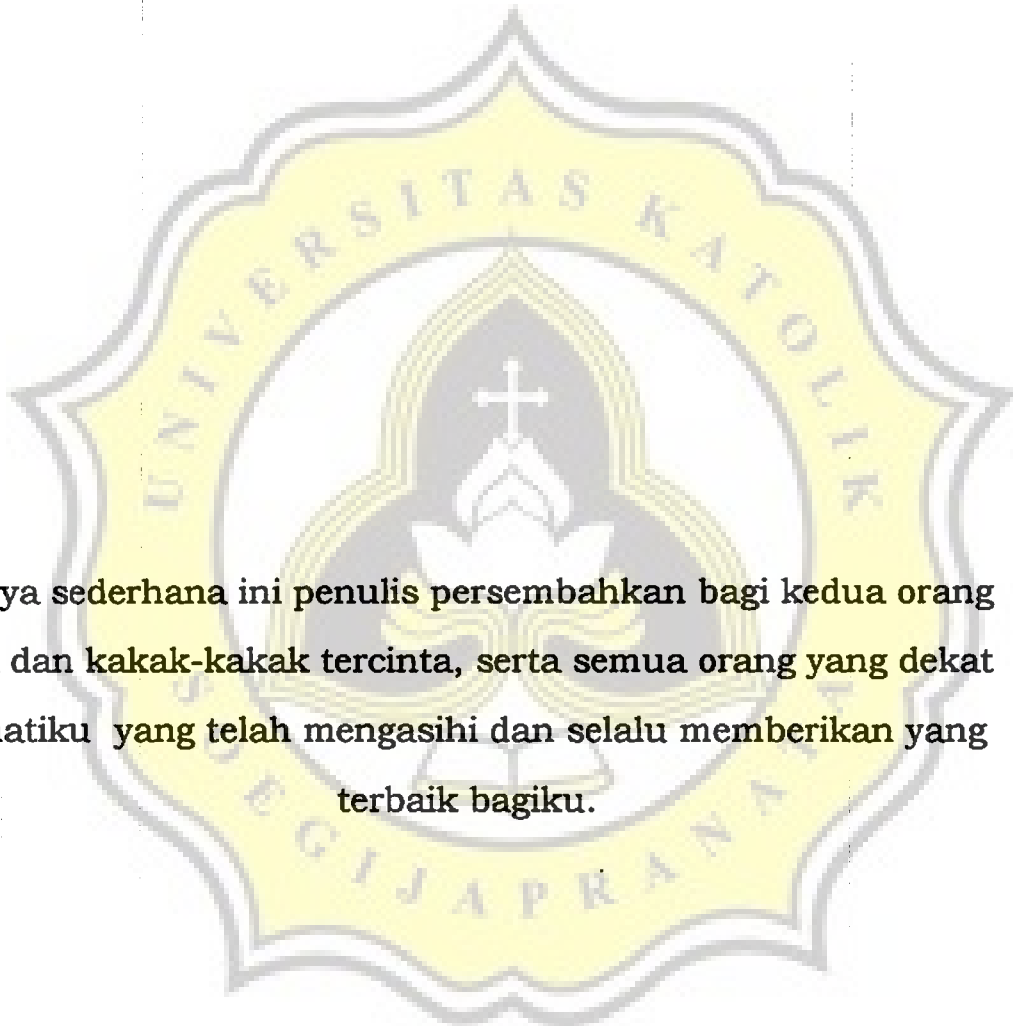 ya sederhana ini penulis persembahkan bagi kedua orang
dan kakak-kakak tercinta, serta semua orang yang dekat
atiku yang telah mengasihi dan selalu memberikan yang
terbaik bagiku.
UNIVERSITAS KATOLIK
SOEGIJAPRANATA